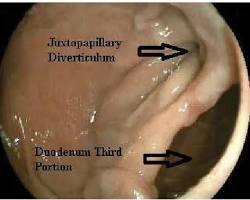 Juxtapapillary
Diverticulum
Duodenum Third
Portion